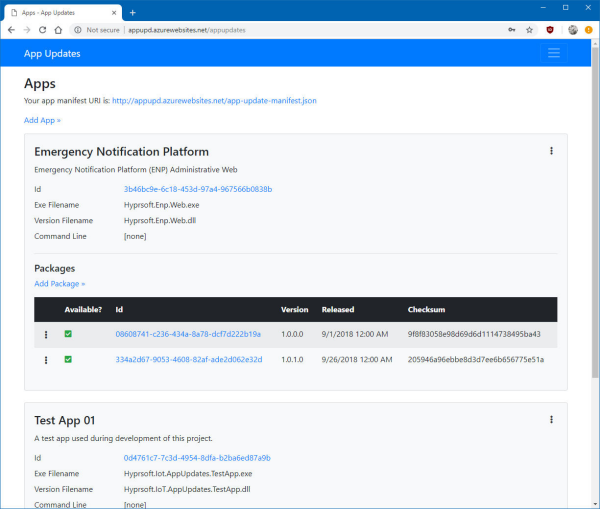 Apps - App Updates
Not secure | appupd.azurewebsites.net/appupdates
App Updates
Apps
Your app manifest URI is: http://appupd.azurewebsites.net/app-update-manifest.json
Add App »
Emergency Notification Platform
Emergency Notification Platform (ENP) Administrative Web
Id 3b46bc9e-6c18-453d-97a4-967566b0838b
Exe Filename Hyprsoft.Enp.Web.exe
Version Filename Hyprsoft.Enp.Web.dll
Command Line [none]
Packages
Add Package »
Available? Id Version Released Checksum
08608741-c236-434a-8a78-dcf7d222b19a 1.0.0.0 9/1/2018 12:00 AM 9f8f83058e98d69d6d1114738495ba43
334a2d67-9053-4608-82af-ade2d062e32d 1.0.1.0 9/26/2018 12:00 AM 205946a96ebbe8d3d7ee6b656775e51a
Test App 01
A test app used during development of this project.
Id 0d4761c7-7c3d-4954-8dfa-b2ba6ed87a9b
Exe Filename Hyprsoft.Iot.AppUpdates.TestApp.exe
Version Filename Hyprsoft.IoT.AppUpdates.TestApp.dll
Command Line [none]